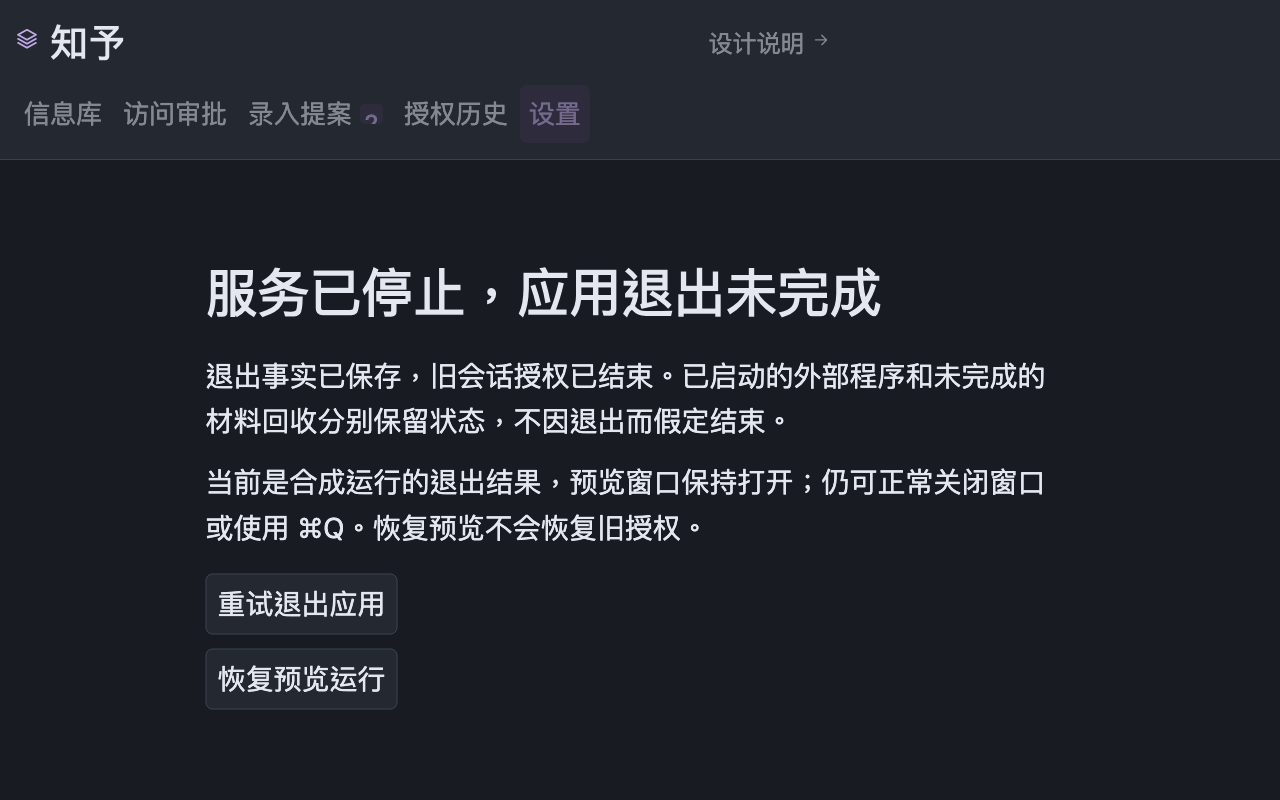 知予
设计说明 →
信息库 访问审批 录入提案 授权历史 设置
服务已停止，应用退出未完成
退出事实已保存，旧会话授权已结束。已启动的外部程序和未完成的
材料回收分别保留状态，不因退出而假定结束。
当前是合成运行的退出结果，预览窗口保持打开；仍可正常关闭窗口
或使用 ⌘Q。恢复预览不会恢复旧授权。
重试退出应用
恢复预览运行